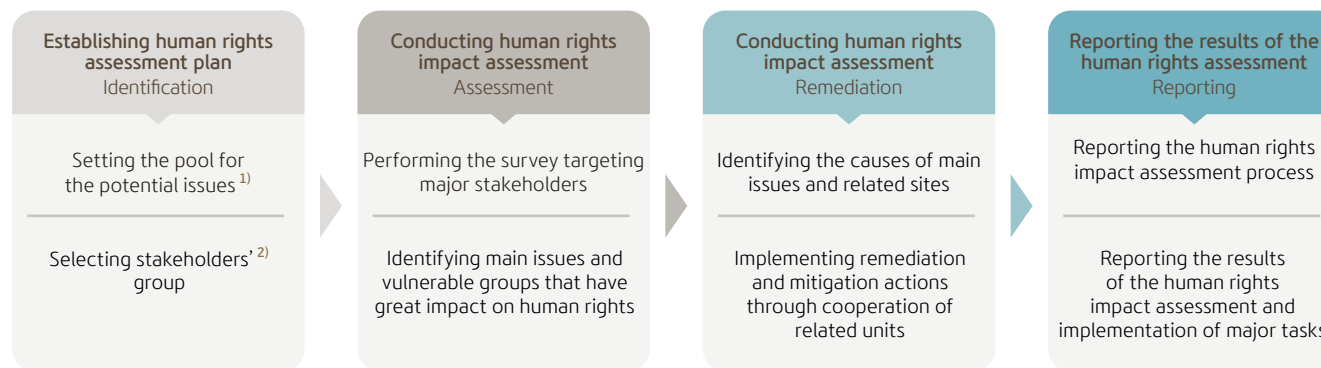 Establishing human rights
assessment plan
Identification
Setting the pool for
the potential issues 1)
Selecting stakeholders' 2)
group
Conducting human rights
impact assessment
Assessment
Performing the survey targeting
major stakeholders
Identifying main issues and
vulnerable groups that have
great impact on human rights
Conducting human rights
impact assessment
Remediation
Identifying the causes of main
issues and related sites
Implementing remediation
and mitigation actions
through cooperation of
related units
Reporting the results of the
human rights assessment
Reporting
Reporting the human rights
impact assessment process
Reporting the results
of the human rights
impact assessment and
implementation of major tasks